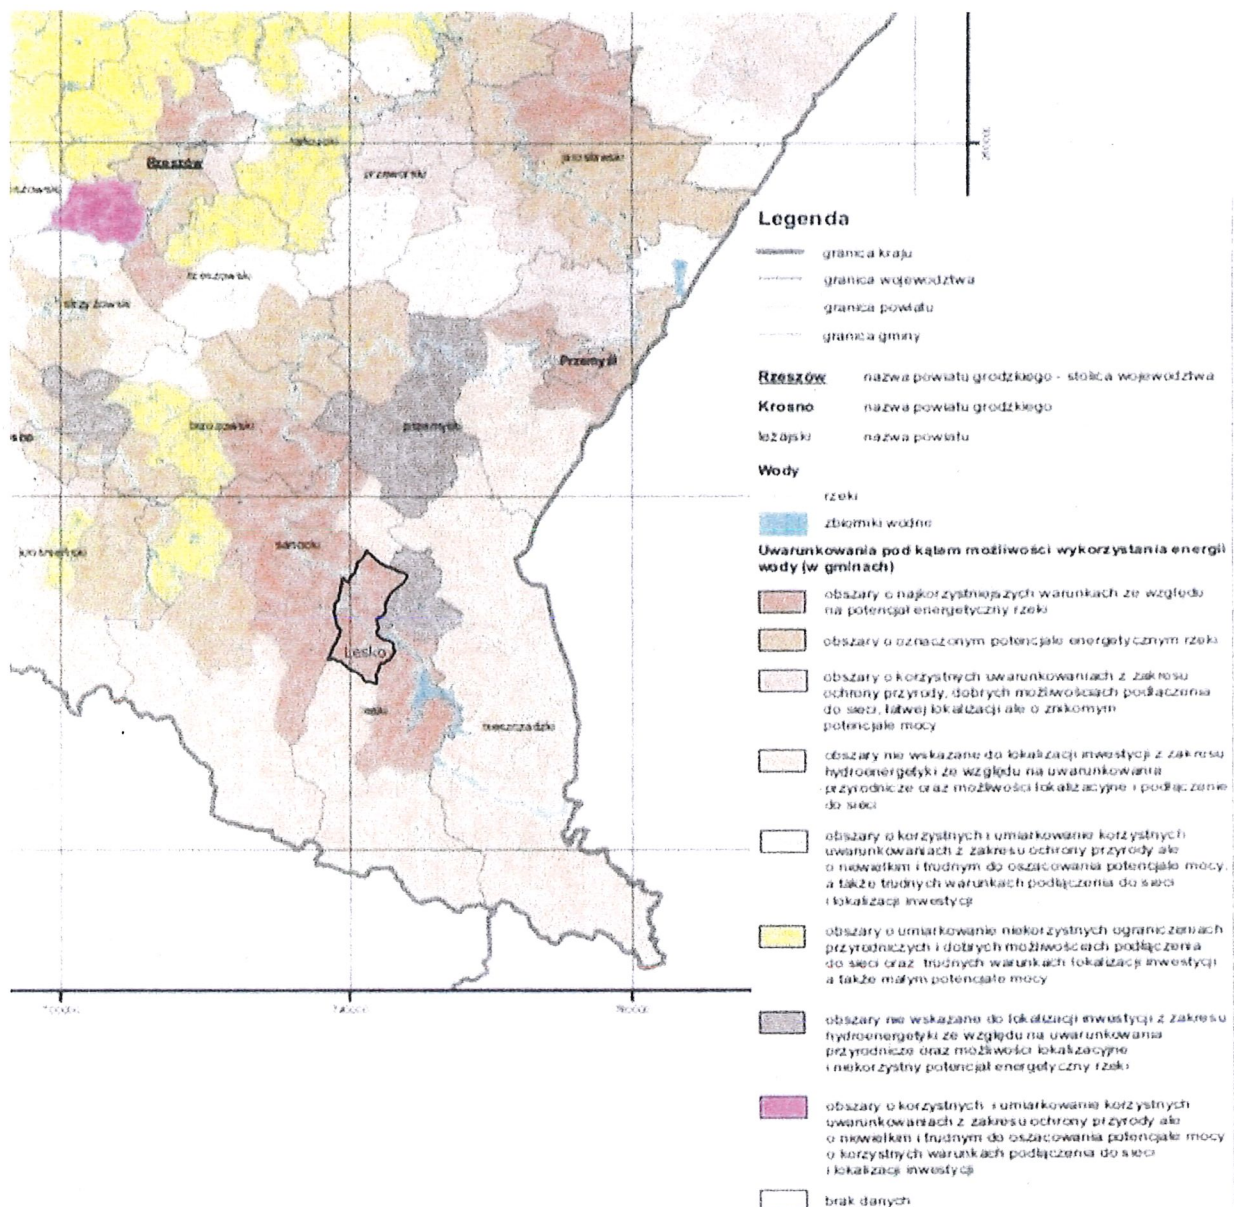 Rzeszów
przeworski
jarosławski
rzeszowski
strzyżowski
Przemyśl
brzozowski
przemyski
sanocki
krośnieński
Lesko
leski
bieszczadzki
Legenda
granica kraju
granica województwa
granica powiatu
granica gminy
Rzeszów nazwa powiatu grodzkiego - stolica województwa
Krosno nazwa powiatu grodzkiego
leżajski nazwa powiatu
Wody
rzeki
zbiorniki wodne
Uwarunkowania pod kątem możliwości wykorzystania energii
wody (w gminach)
obszary o najkorzystniejszych warunkach ze względu
na potencjał energetyczny rzeki
obszary o oznaczonym potencjale energetycznym rzeki
obszary o korzystnych uwarunkowaniach z zakresu
ochrony przyrody, dobrych możliwościach podłączenia
do sieci, łatwej lokalizacji ale o znikomym
potencjale mocy
obszary nie wskazane do lokalizacji inwestycji z zakresu
hydroenergetyki ze względu na uwarunkowania
przyrodnicze oraz możliwości lokalizacyjne i podłączenie
do sieci
obszary o korzystnych i umiarkowanie korzystnych
uwarunkowaniach z zakresu ochrony przyrody ale
o niewielkim i trudnym do oszacowania potencjale mocy,
a także trudnych warunkach podłączenia do sieci
i lokalizacji inwestycji
obszary o umiarkowanie niekorzystnych ograniczeniach
przyrodniczych i dobrych możliwościach podłączenia
do sieci oraz trudnych warunkach lokalizacji inwestycji
a także małym potencjale mocy
obszary nie wskazane do lokalizacji inwestycji z zakresu
hydroenergetyki ze względu na uwarunkowania
przyrodnicze oraz możliwości lokalizacyjne
i niekorzystny potencjał energetyczny rzeki
obszary o korzystnych i umiarkowanie korzystnych
uwarunkowaniach z zakresu ochrony przyrody ale
o niewielkim i trudnym do oszacowania potencjale mocy
o korzystnych warunkach podłączenia do sieci
i lokalizacji inwestycji
brak danych